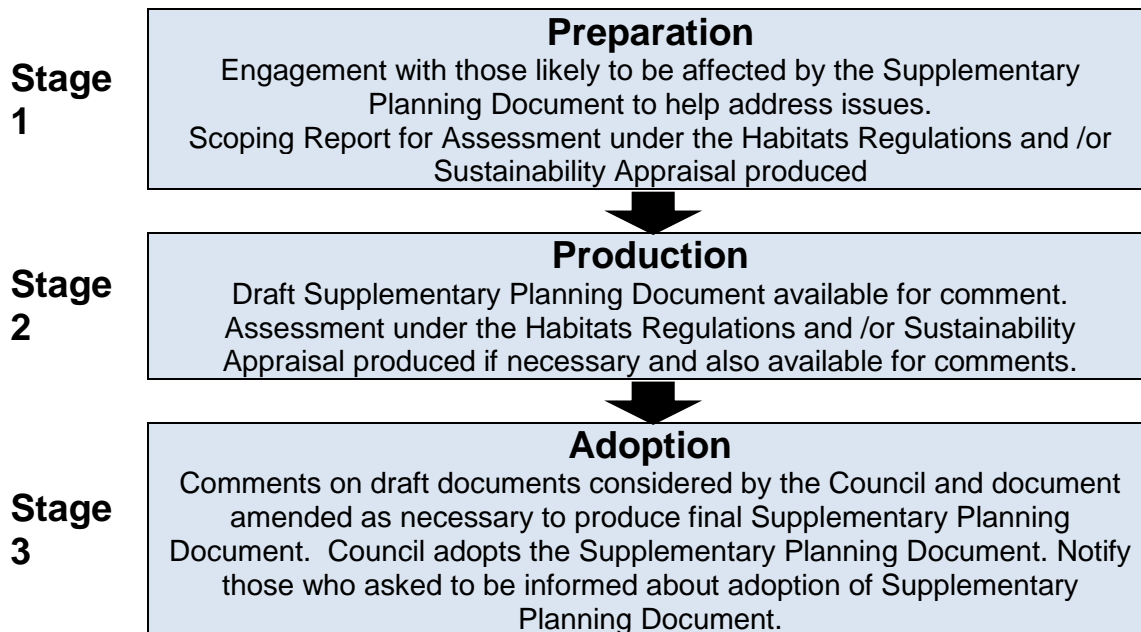 Stage
1
Preparation
Engagement with those likely to be affected by the Supplementary
Planning Document to help address issues.
Scoping Report for Assessment under the Habitats Regulations and /or
Sustainability Appraisal produced
Stage
2
Production
Draft Supplementary Planning Document available for comment.
Assessment under the Habitats Regulations and /or Sustainability
Appraisal produced if necessary and also available for comments.
Stage
3
Adoption
Comments on draft documents considered by the Council and document
amended as necessary to produce final Supplementary Planning
Document.  Council adopts the Supplementary Planning Document. Notify
those who asked to be informed about adoption of Supplementary
Planning Document.